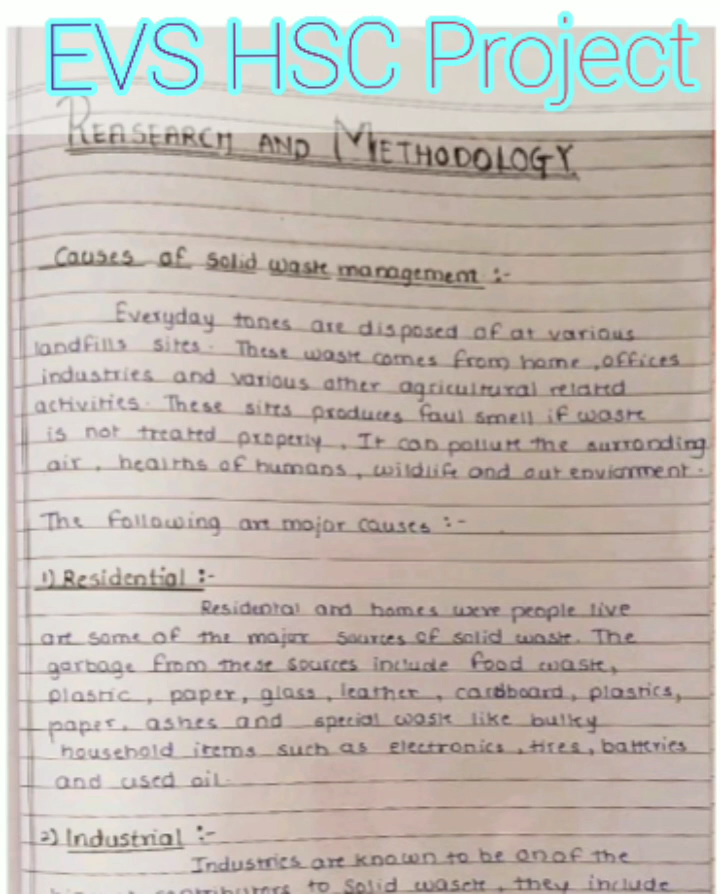 EVS HSC Project
REASEARCH AND METHODOLOGY
Causes of solid waste management :-
Everyday tones are disposed of at various
landfills sites. These waste comes from home, offices
industries and various other agricultural related
activities. These sites produces faul smell if waste
is not treated properly. It can pollute the surronding
air, healths of humans, wildlife and our envionment.
The following are major causes :-
1) Residential :-
Residental and homes were people live
are some of the major sources of solid waste. The
garbage from these sources include food waste,
plastic, paper, glass, leather, cardboard, plastics,
paper, ashes and special waste like bulky
household items such as electronics, tires, batteries
and used oil.
2) Industrial :-
Industries are known to be on of the
contributors to solid waste, they include